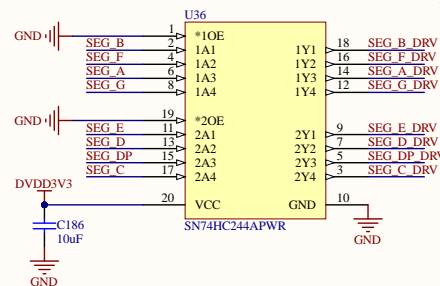 U36
GND
1
*1OE
SEG_B
2
1A1
1Y1
18
SEG_B_DRV
SEG_F
4
1A2
1Y2
16
SEG_F_DRV
SEG_A
6
1A3
1Y3
14
SEG_A_DRV
SEG_G
8
1A4
1Y4
12
SEG_G_DRV
GND
19
*2OE
SEG_E
11
2A1
2Y1
9
SEG_E_DRV
SEG_D
13
2A2
2Y2
7
SEG_D_DRV
SEG_DP
15
2A3
2Y3
5
SEG_DP_DRV
SEG_C
17
2A4
2Y4
3
SEG_C_DRV
DVDD3V3
20
VCC
GND
10
C186
10uF
SN74HC244APWR
GND
GND